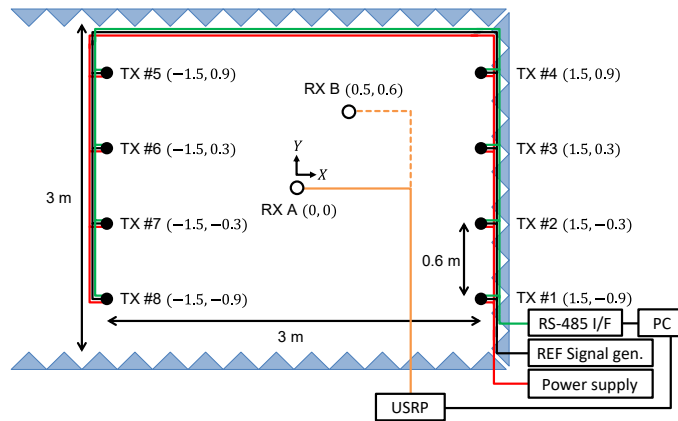 TX #5 (−1.5, 0.9)
TX #4 (1.5, 0.9)
RX B (0.5, 0.6)
TX #6 (−1.5, 0.3)
TX #3 (1.5, 0.3)
Y
X
3 m
RX A (0, 0)
TX #7 (−1.5, −0.3)
TX #2 (1.5, −0.3)
0.6 m
TX #8 (−1.5, −0.9)
TX #1 (1.5, −0.9)
3 m
RS-485 I/F
PC
REF Signal gen.
Power supply
USRP